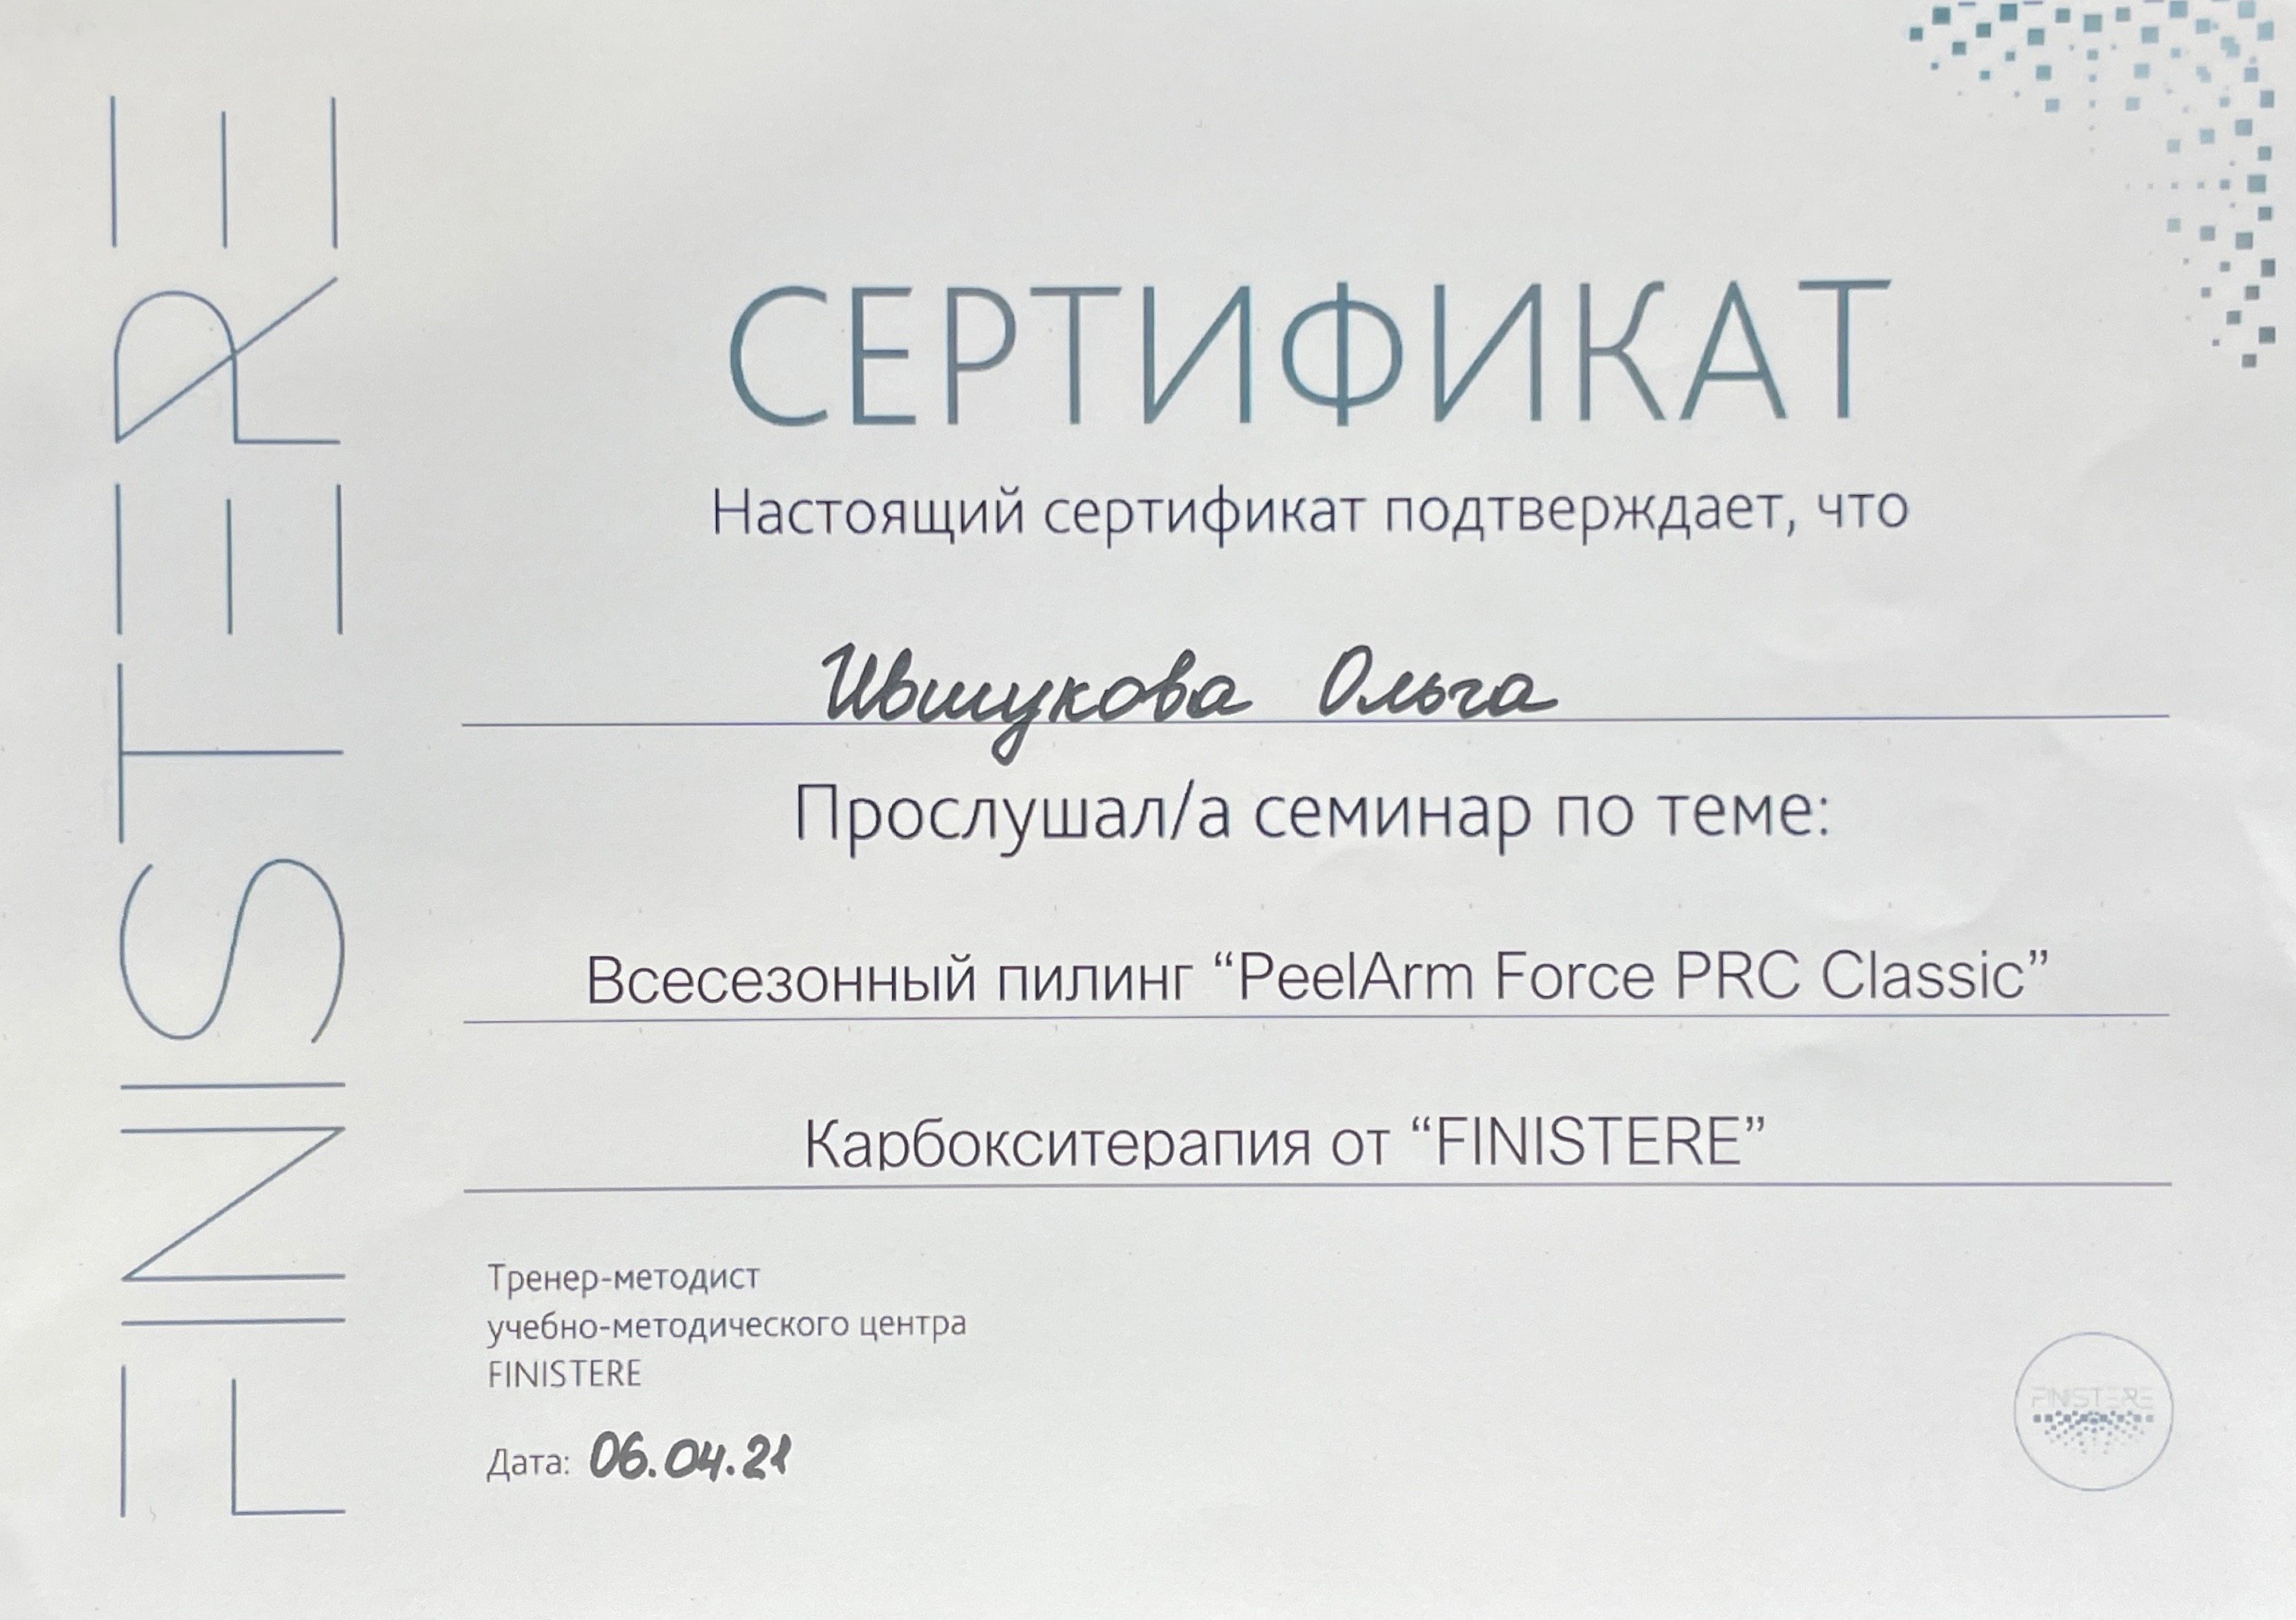 FINISTERE
СЕРТИФИКАТ
Настоящий сертификат подтверждает, что
Ившукова Ольга
Прослушал/а семинар по теме:
Всесезонный пилинг “PeelArm Force PRC Classic”
Карбокситерапия от “FINISTERE”
Тренер-методист
учебно-методического центра
FINISTERE
Дата: 06.04.21
FINISTERE